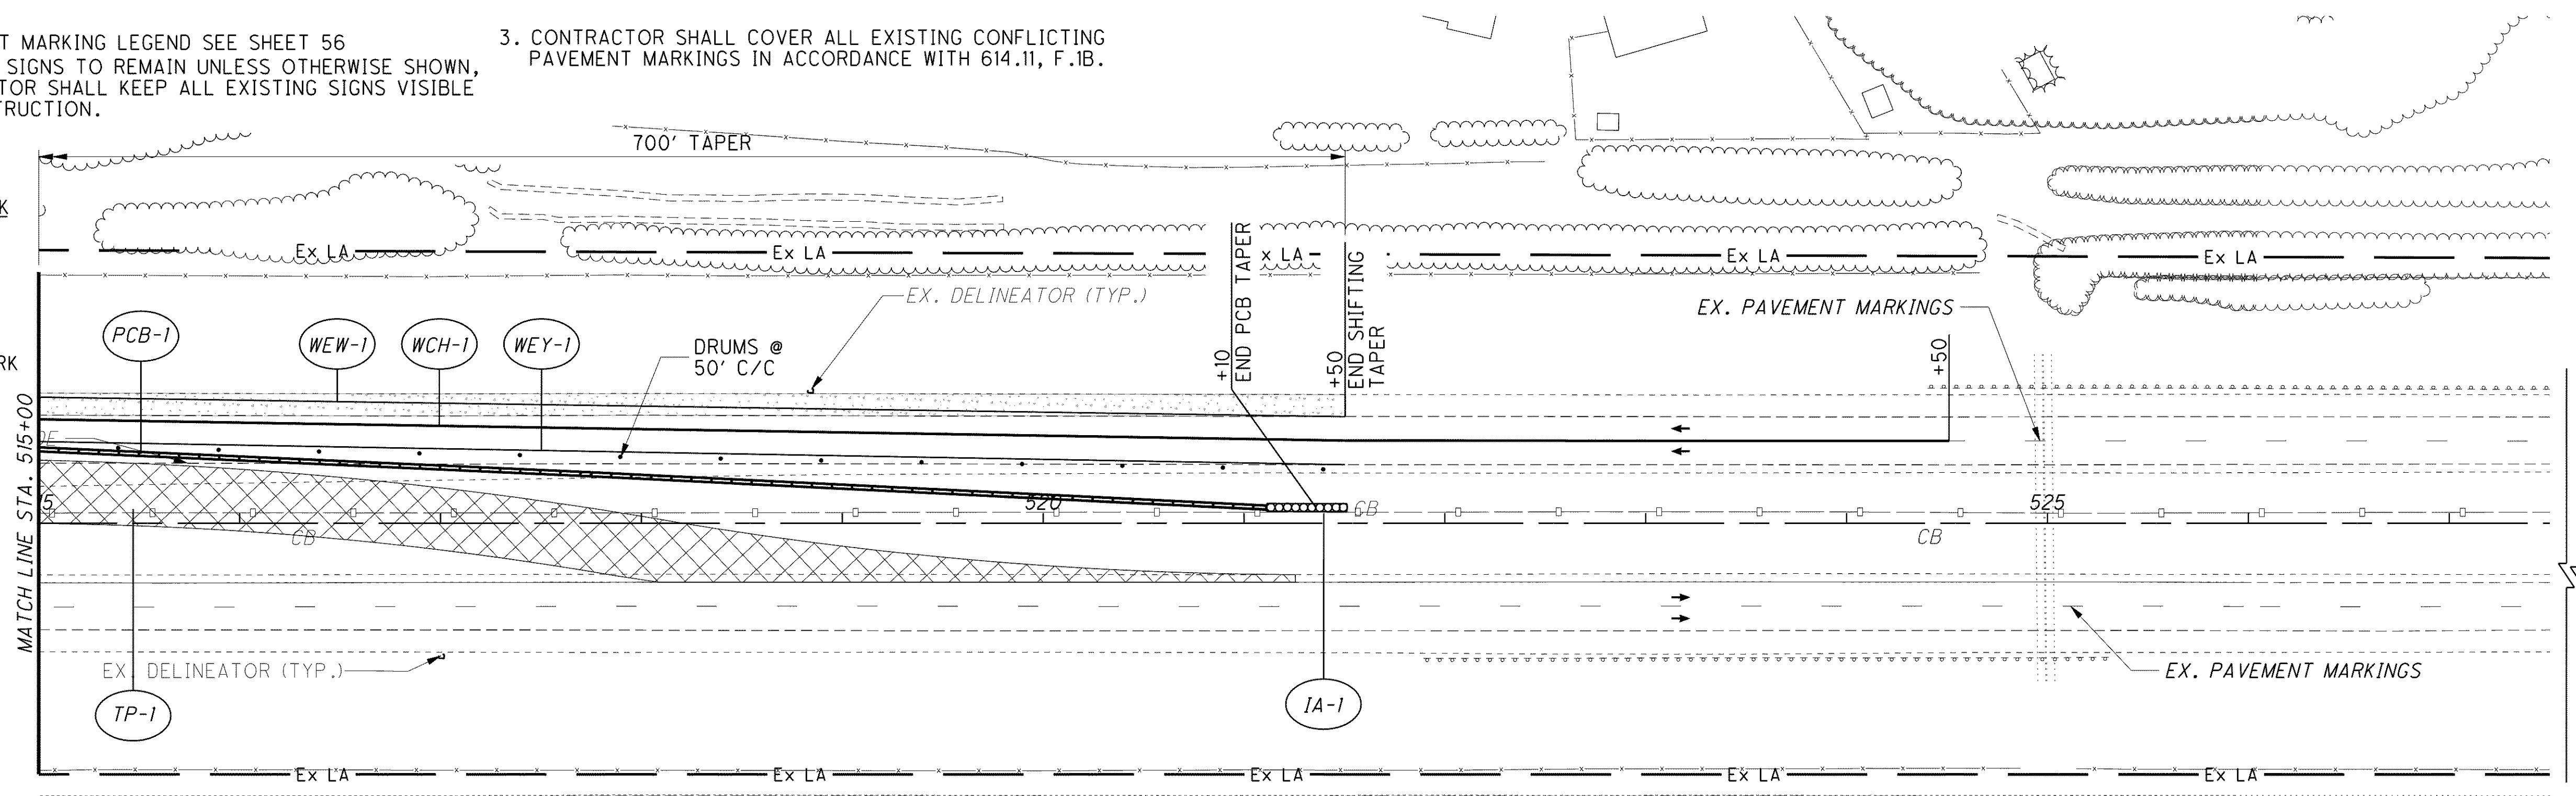 T MARKING LEGEND SEE SHEET 56
SIGNS TO REMAIN UNLESS OTHERWISE SHOWN,
TOR SHALL KEEP ALL EXISTING SIGNS VISIBLE
TRUCTION.
3. CONTRACTOR SHALL COVER ALL EXISTING CONFLICTING
PAVEMENT MARKINGS IN ACCORDANCE WITH 614.11, F.1B.
700' TAPER
K
Ex LA
Ex LA
x LA
Ex LA
Ex LA
EX. DELINEATOR (TYP.)
EX. PAVEMENT MARKINGS
PCB-1
WEW-1
WCH-1
WEY-1
DRUMS @
50' C/C
+10
END PCB TAPER
+50
END SHIFTING
TAPER
+50
RK
MATCH LINE STA. 515+00
15
520
525
CB
CB
CB
EX. DELINEATOR (TYP.)
EX. PAVEMENT MARKINGS
TP-1
IA-1
Ex LA
Ex LA
Ex LA
Ex LA
Ex LA